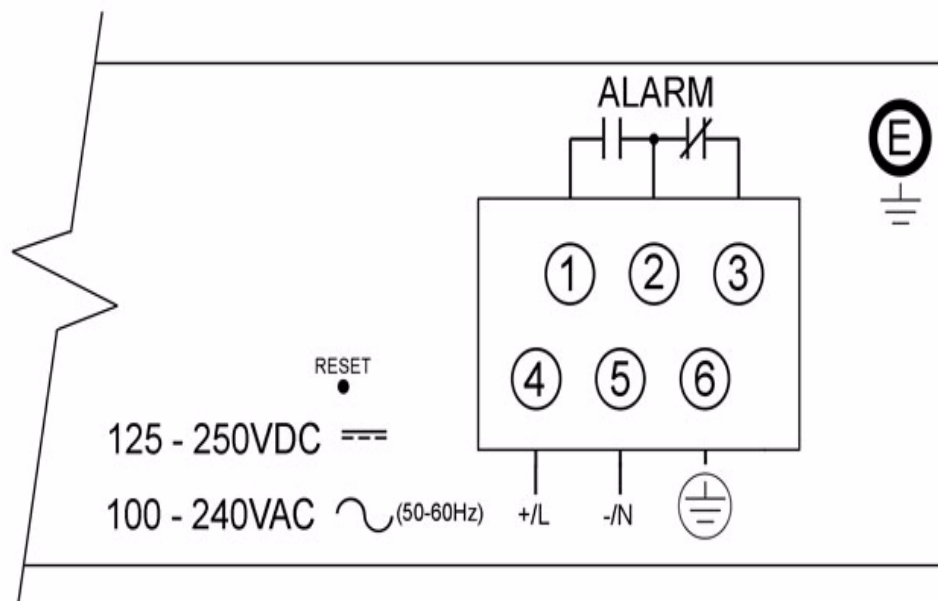 ALARM
E
1 2 3
4 5 6
RESET
125 - 250VDC
100 - 240VAC (50-60Hz) +/L -/N